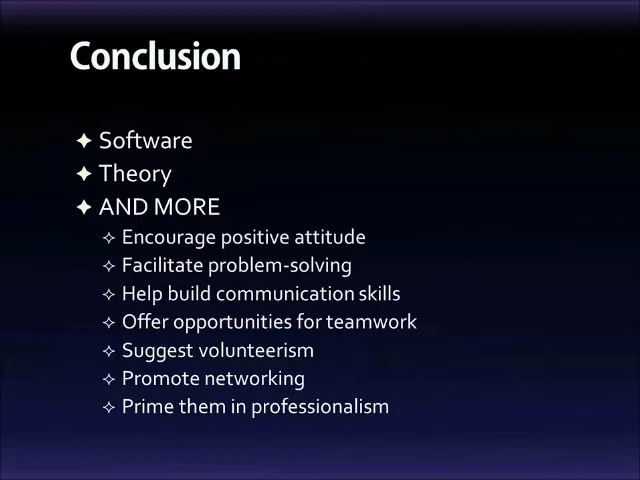 Conclusion
Software
Theory
AND MORE
Encourage positive attitude
Facilitate problem-solving
Help build communication skills
Offer opportunities for teamwork
Suggest volunteerism
Promote networking
Prime them in professionalism